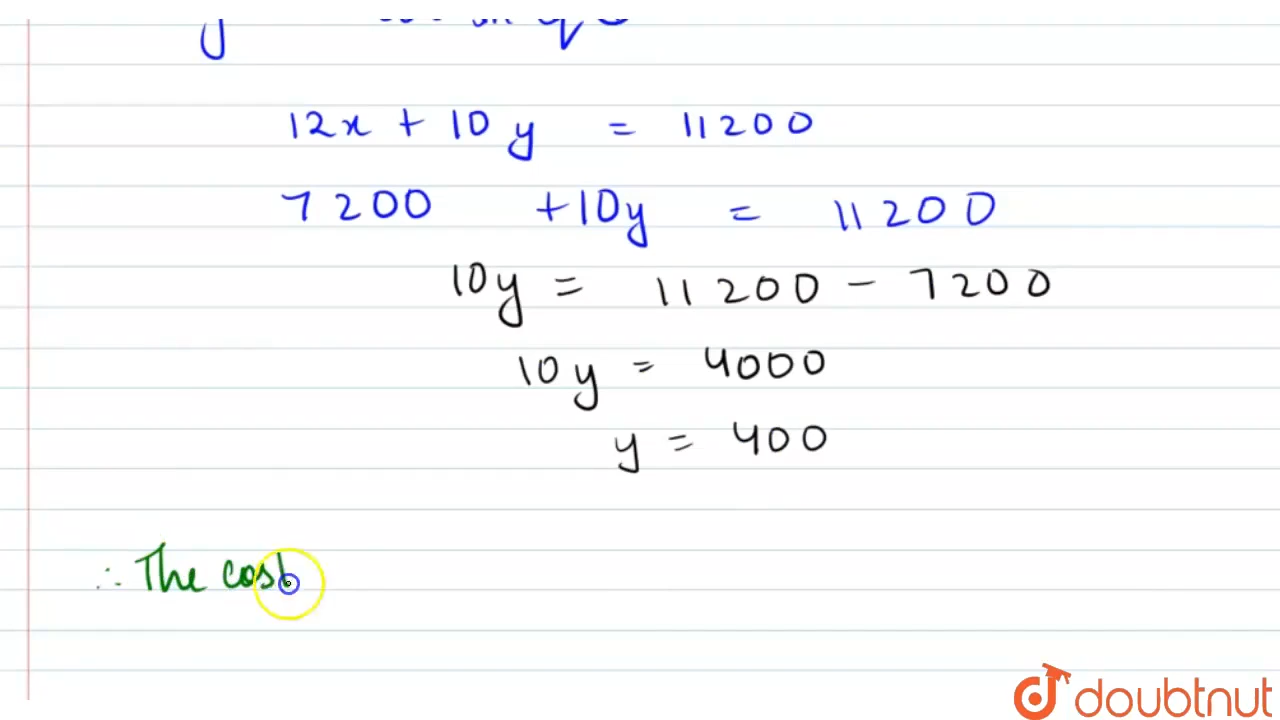 12x + 10y = 11200
7200 + 10y = 11200
10y = 11200 - 7200
10y = 4000
y = 400
∴ The cost
doubtnut